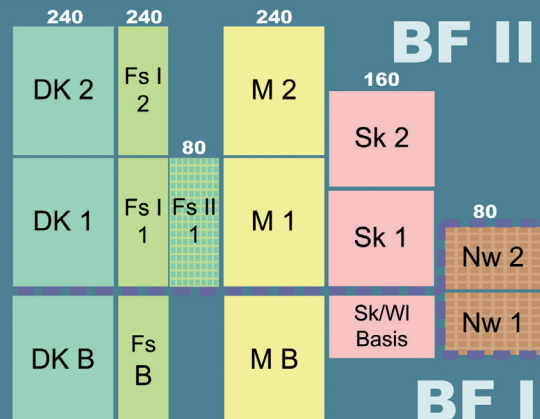 240
240
240
BF II
DK 2
Fs I
2
M 2
160
Sk 2
80
DK 1
Fs I
1
Fs II
1
M 1
Sk 1
80
Nw 2
DK B
Fs
B
M B
Sk/WI
Basis
Nw 1
BF I